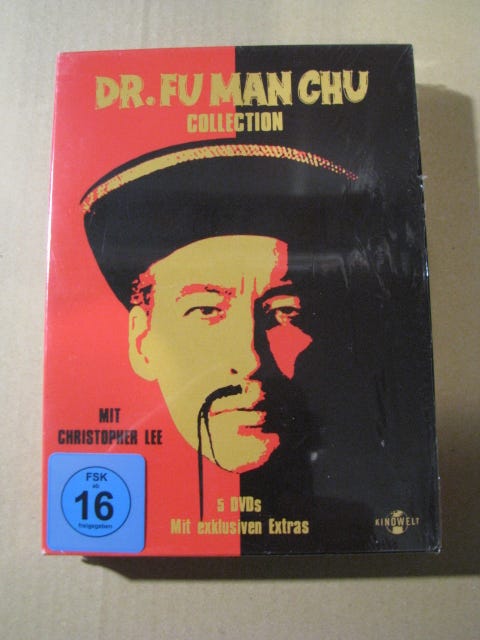 DR. FU MAN CHU
COLLECTION
MIT
CHRISTOPHER LEE
FSK
ab
16
freigegeben
5 DVDs
Mit exklusiven Extras
KINOWELT